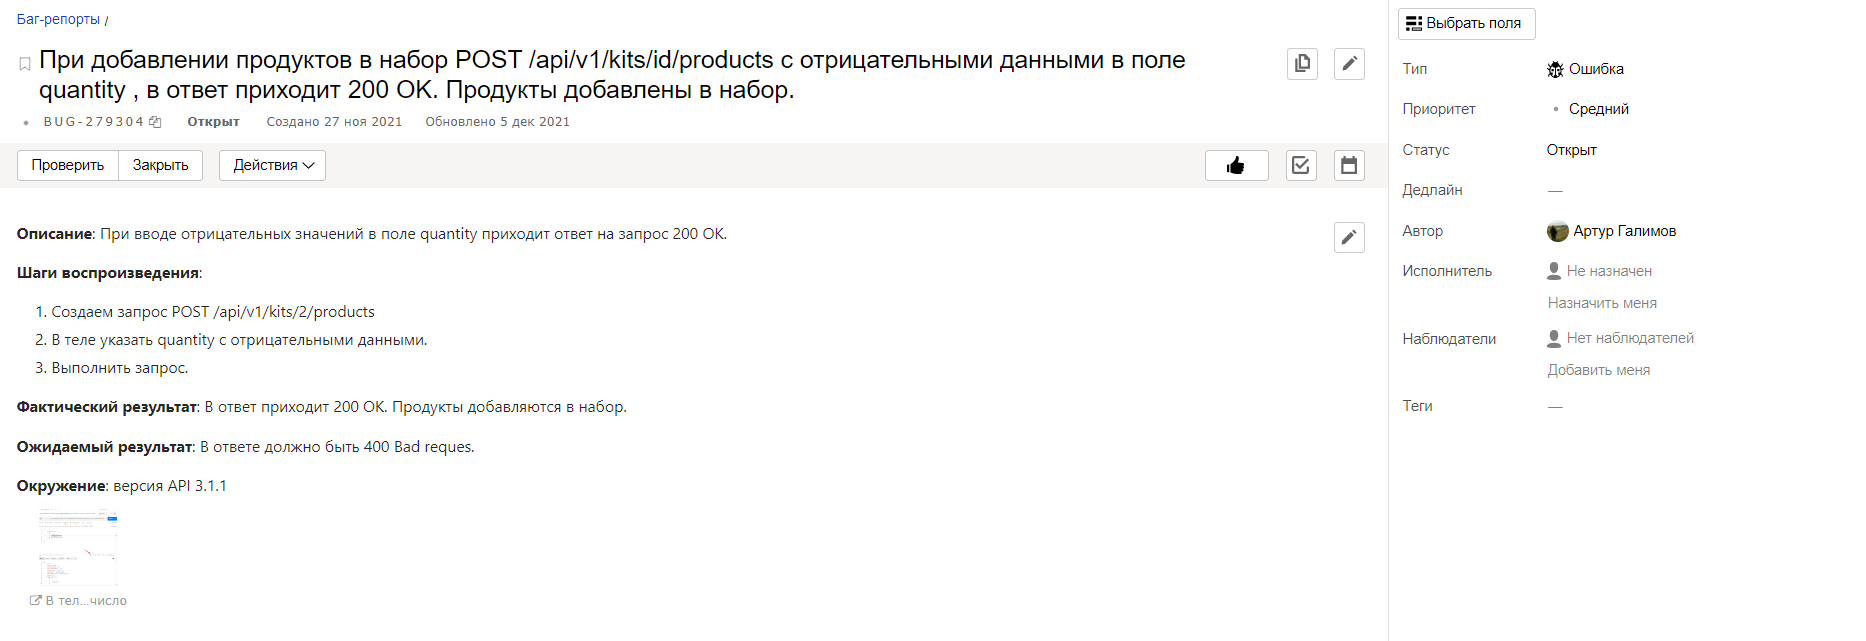 Баг-репорты /
При добавлении продуктов в набор POST /api/v1/kits/id/products с отрицательными данными в поле
quantity , в ответ приходит 200 OK. Продукты добавлены в набор.
BUG-279304 Открыт Создано 27 ноя 2021 Обновлено 5 дек 2021
Проверить Закрыть Действия
Описание: При вводе отрицательных значений в поле quantity приходит ответ на запрос 200 OK.
Шаги воспроизведения:
1. Создаем запрос POST /api/v1/kits/2/products
2. В теле указать quantity с отрицательными данными.
3. Выполнить запрос.
Фактический результат: В ответ приходит 200 OK. Продукты добавляются в набор.
Ожидаемый результат: В ответе должно быть 400 Bad reques.
Окружение: версия API 3.1.1
В тел...число
Выбрать поля
Тип Ошибка
Приоритет Средний
Статус Открыт
Дедлайн —
Автор Артур Галимов
Исполнитель Не назначен
Назначить меня
Наблюдатели Нет наблюдателей
Добавить меня
Теги —